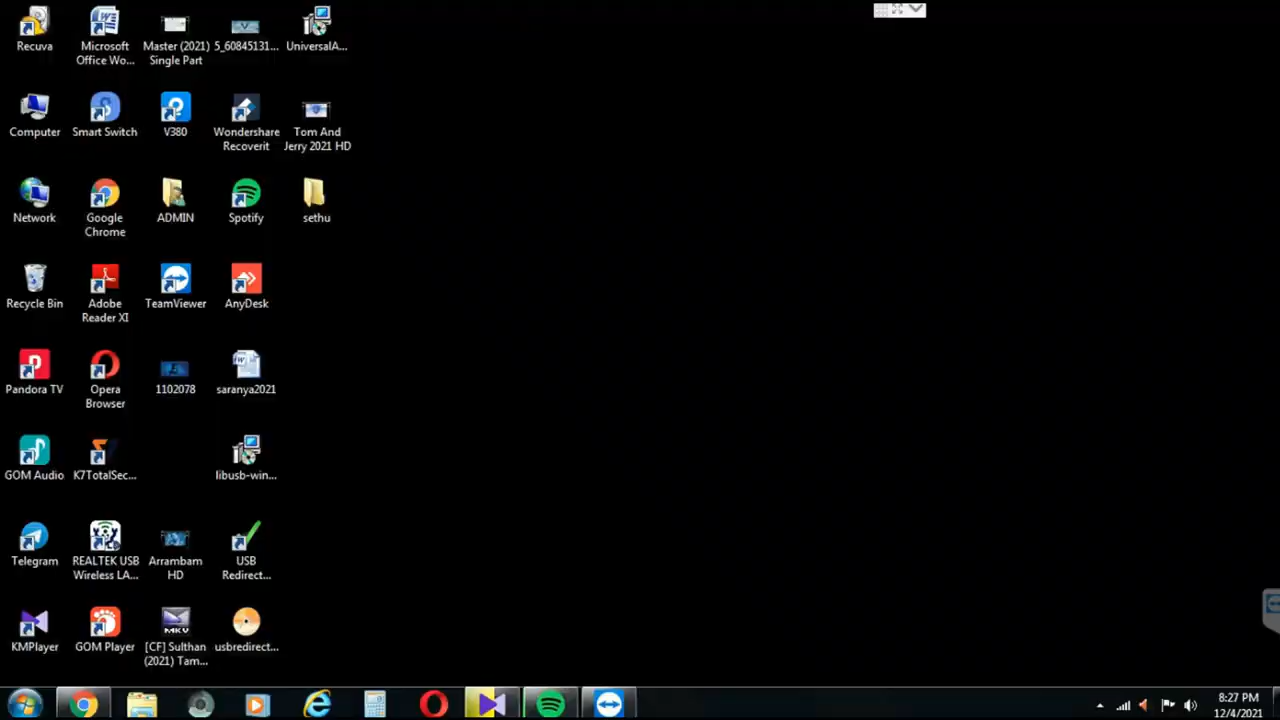 Recuva
Microsoft
Office Wo...
Master (2021)
Single Part
5_60845131...
UniversalA...
Computer
Smart Switch
V380
Wondershare
Recoverit
Tom And
Jerry 2021 HD
Network
Google
Chrome
ADMIN
Spotify
sethu
Recycle Bin
Adobe
Reader XI
TeamViewer
AnyDesk
Pandora TV
Opera
Browser
1102078
saranya2021
GOM Audio
K7TotalSec...
libusb-win...
Telegram
REALTEK USB
Wireless LA...
Arrambam
HD
USB
Redirect...
KMPlayer
GOM Player
MKV
[CF] Sulthan
(2021) Tam...
usbredirect...
8:27 PM
12/4/2021